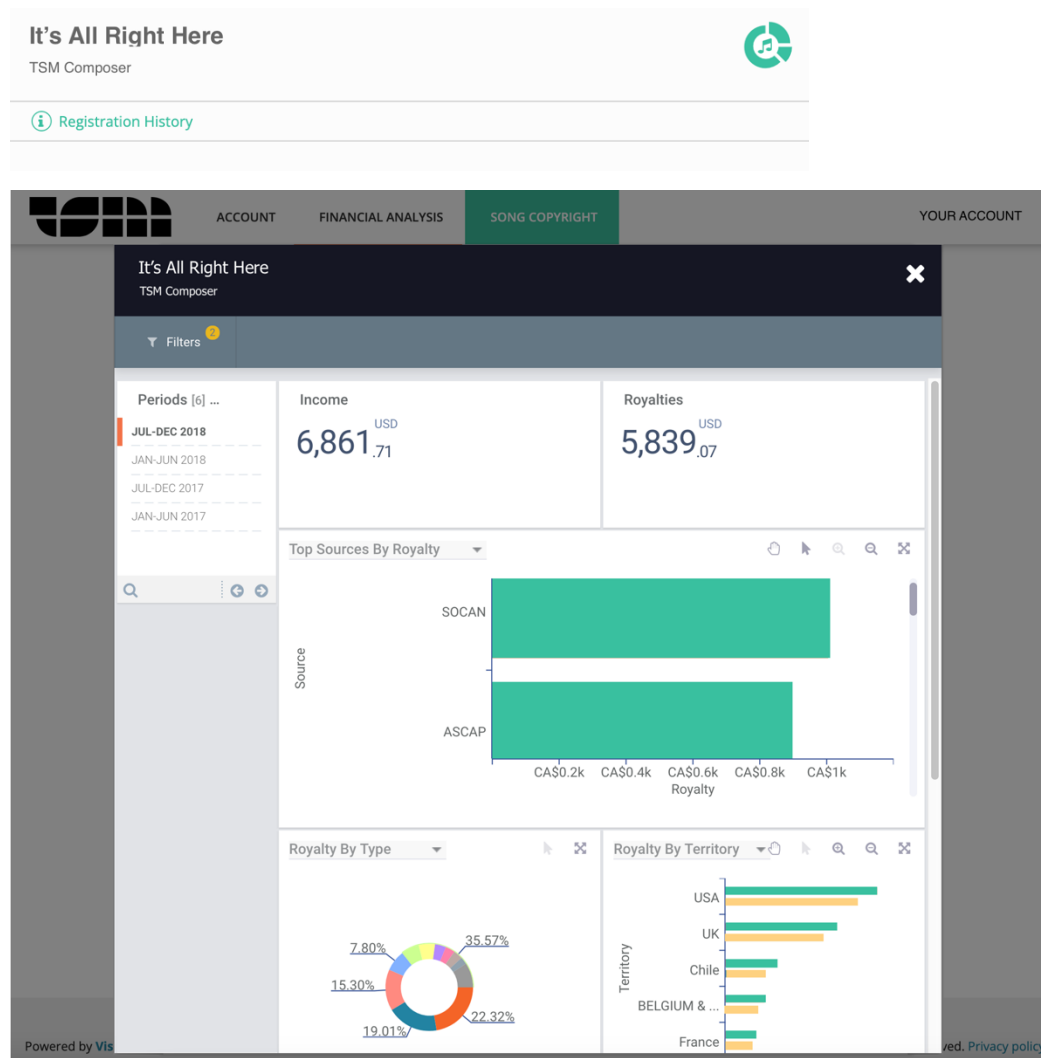 It's All Right Here
TSM Composer
Registration History
TSM ACCOUNT FINANCIAL ANALYSIS SONG COPYRIGHT YOUR ACCOUNT
It's All Right Here
TSM Composer
Filters 2
Periods [6] ...
JUL-DEC 2018
JAN-JUN 2018
JUL-DEC 2017
JAN-JUN 2017
Income
6,861.71 USD
Royalties
5,839.07 USD
Top Sources By Royalty
Source
SOCAN
ASCAP
CA$0.2k CA$0.4k CA$0.6k CA$0.8k CA$1k
Royalty
Royalty By Type
7.80%
35.57%
15.30%
22.32%
19.01%
Royalty By Territory
Territory
USA
UK
Chile
BELGIUM & ...
France
Powered by Vis
ved. Privacy policy